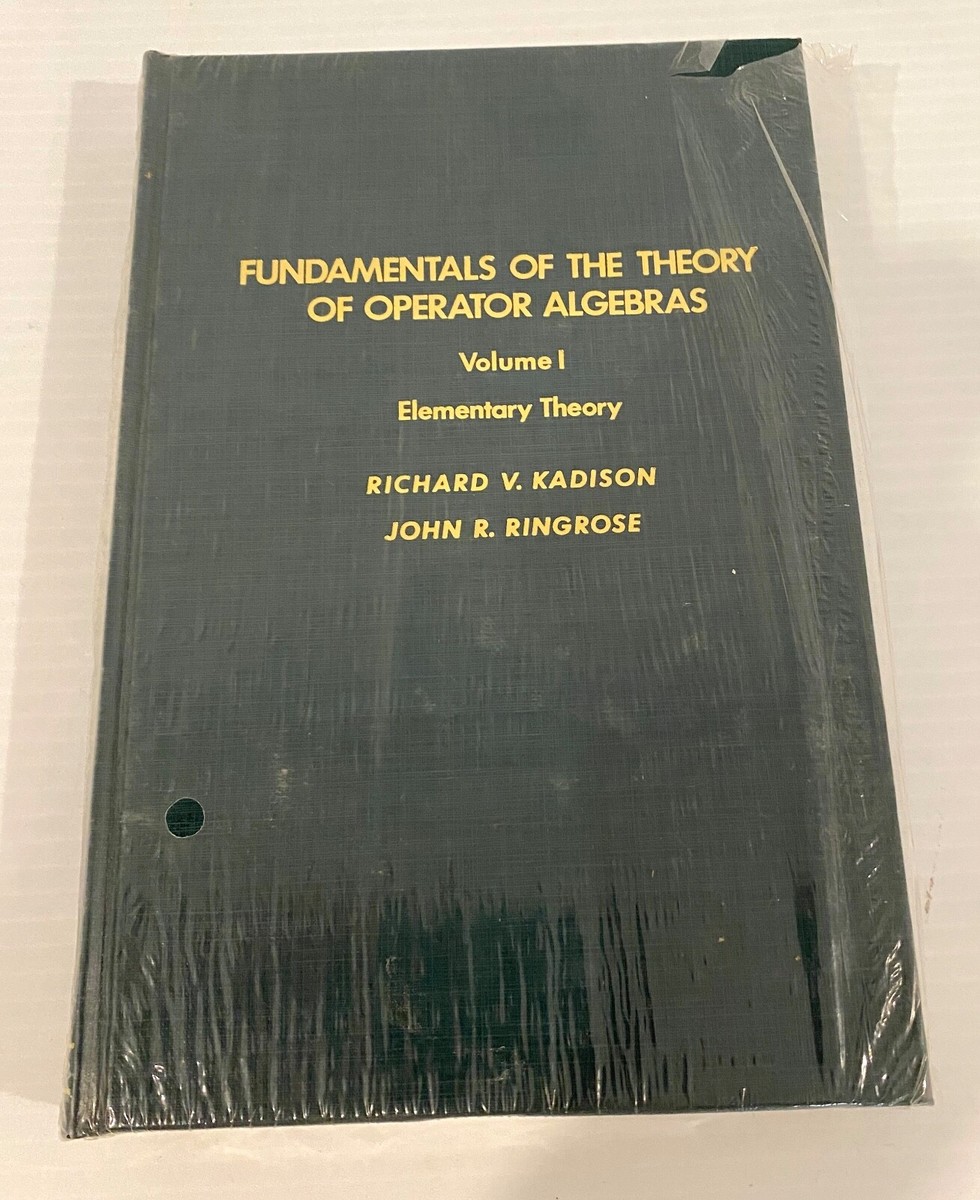 FUNDAMENTALS OF THE THEORY
OF OPERATOR ALGEBRAS
Volume I
Elementary Theory
RICHARD V. KADISON
JOHN R. RINGROSE